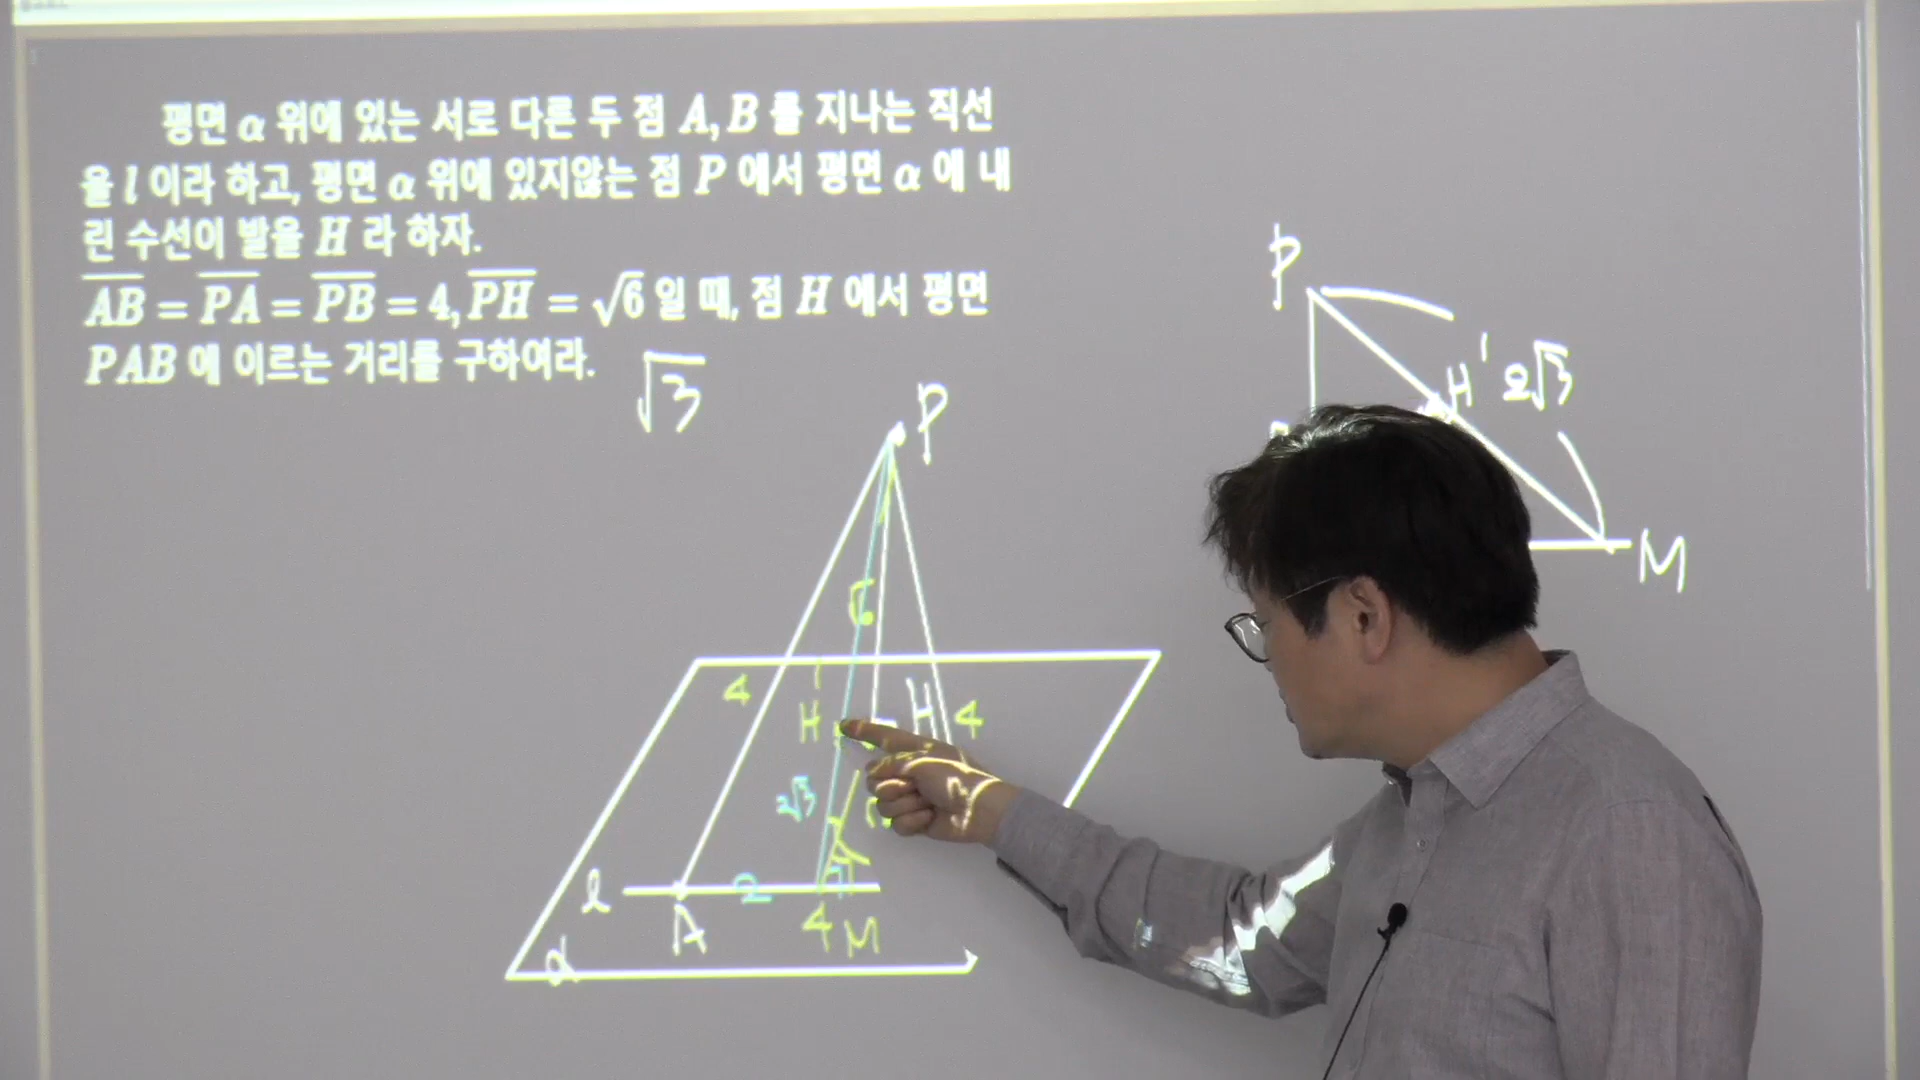 평면 α 위에 있는 서로 다른 두 점 A, B 를 지나는 직선
을 l 이라 하고, 평면 α 위에 있지않는 점 P 에서 평면 α 에 내
린 수선이 발을 H 라 하자.
AB = PA = PB = 4, PH = √6 일 때, 점 H 에서 평면
PAB 에 이르는 거리를 구하여라.
√3
P
H' 2√3
M
P
√6
4
H'
H
4
2√3
l
A
2
4
M
α